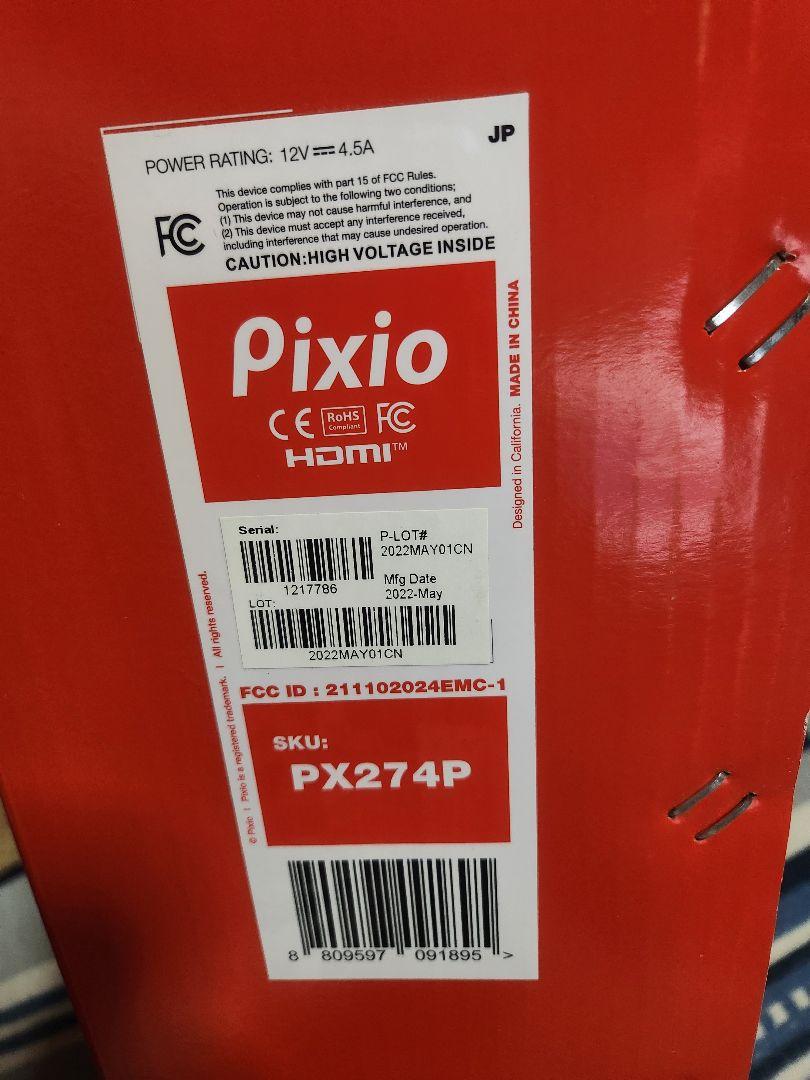 JP
POWER RATING: 12V⎓4.5A
This device complies with part 15 of FCC Rules.
Operation is subject to the following two conditions;
(1) This device may not cause harmful interference, and
(2) This device must accept any interference received,
including interference that may cause undesired operation.
FC
CAUTION:HIGH VOLTAGE INSIDE
Pixio
CE RoHS Compliant FC
HDMI™
Designed in California. MADE IN CHINA
Serial:
1217786
P-LOT#
2022MAY01CN
Mfg Date
2022-May
LOT:
2022MAY01CN
© Pixio | Pixio is a registered trademark. | All rights reserved.
FCC ID : 211102024EMC-1
SKU:
PX274P
8 809597 091895 >